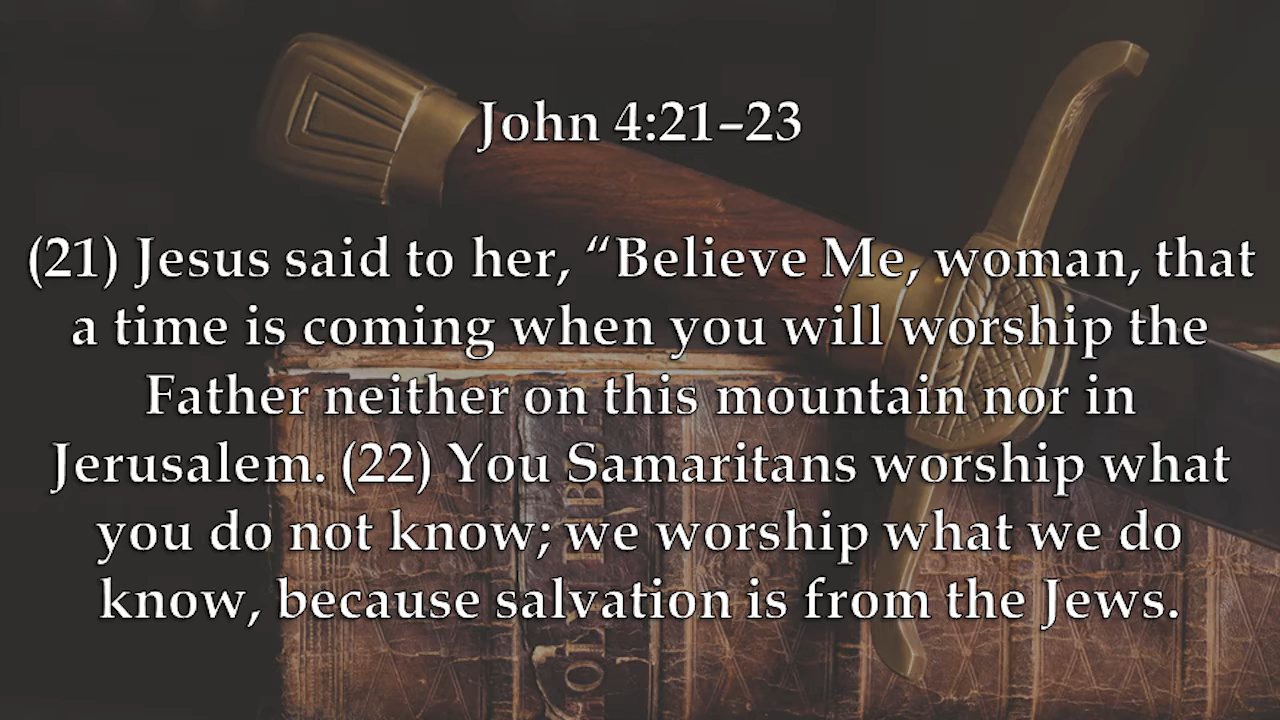 John 4:21–23
(21) Jesus said to her, “Believe Me, woman, that
a time is coming when you will worship the
Father neither on this mountain nor in
Jerusalem. (22) You Samaritans worship what
you do not know; we worship what we do
know, because salvation is from the Jews.